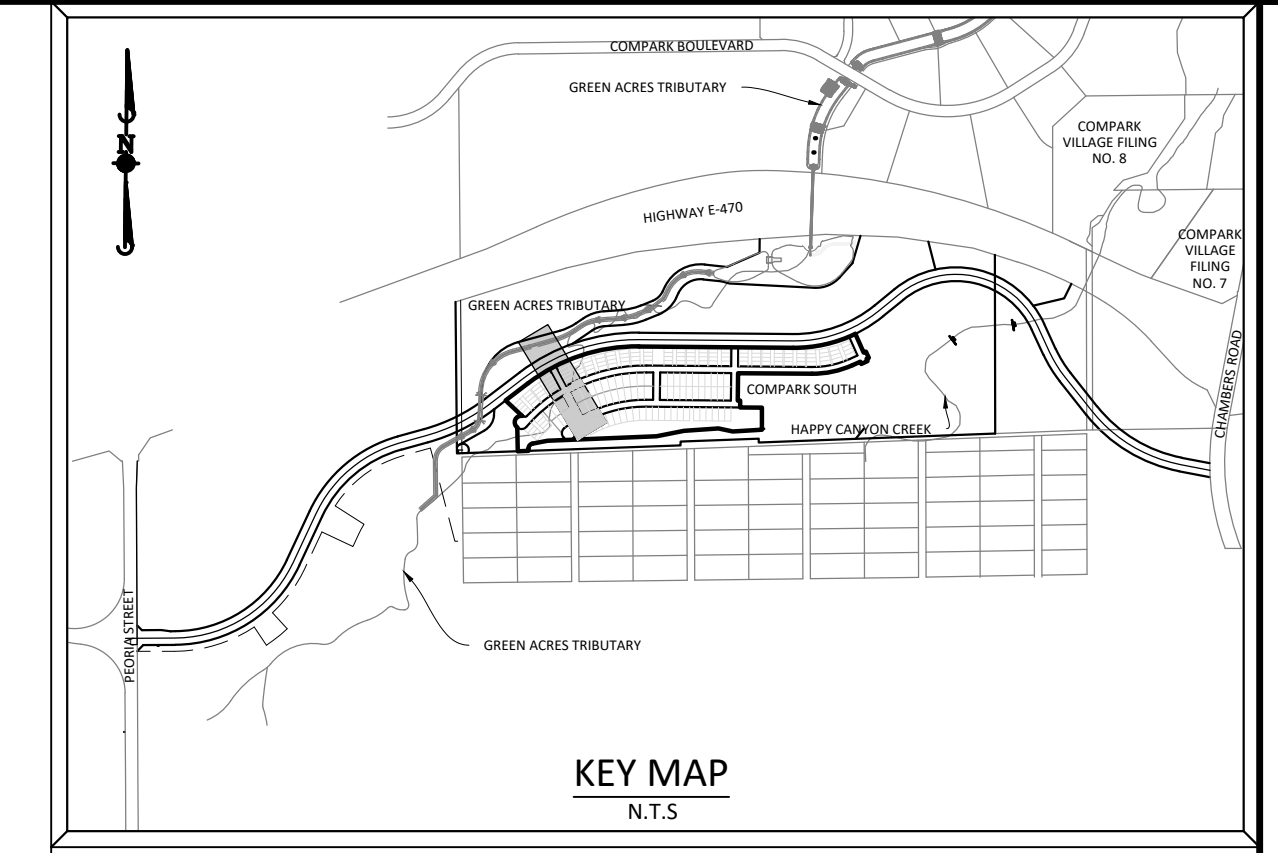 COMPARK BOULEVARD
GREEN ACRES TRIBUTARY
COMPARK
VILLAGE FILING
NO. 8
N
HIGHWAY E-470
COMPARK
VILLAGE
FILING
NO. 7
GREEN ACRES TRIBUTARY
COMPARK SOUTH
HAPPY CANYON CREEK
CHAMBERS ROAD
PEORIA STREET
GREEN ACRES TRIBUTARY
KEY MAP
N.T.S